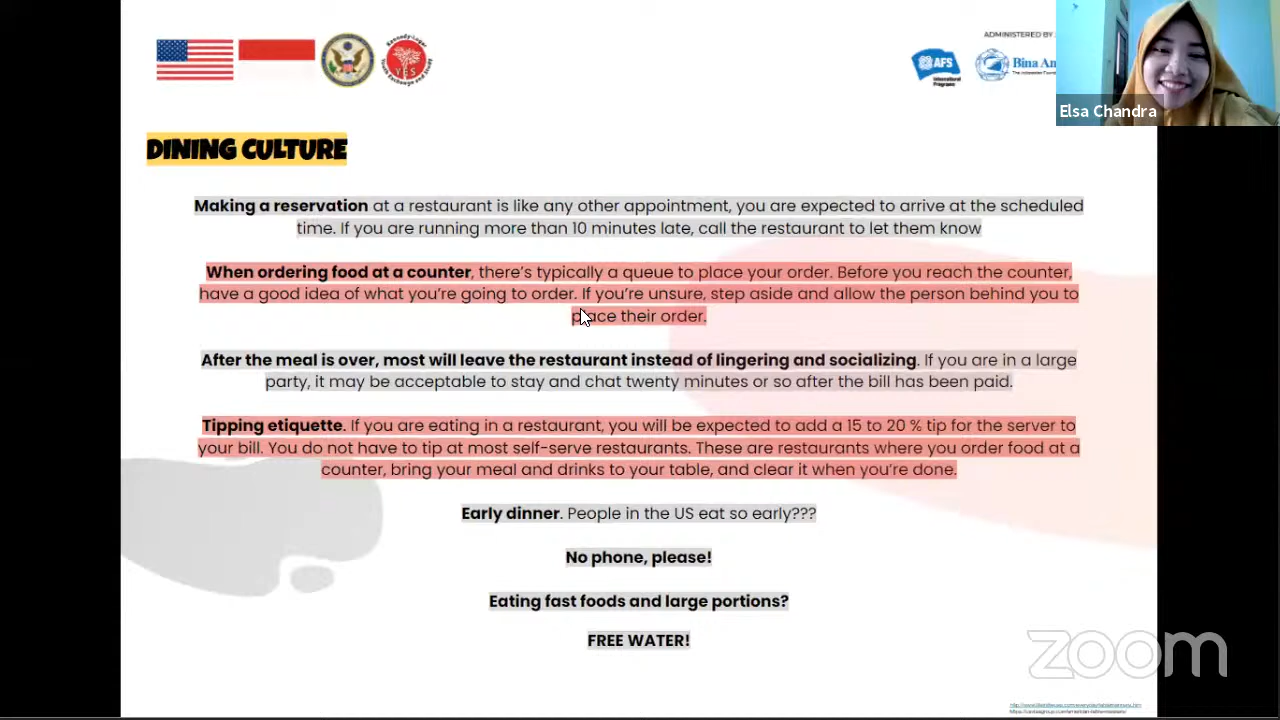 ADMINISTERED BY
Kennedy-Lugar
YES
AFS
International
Programs
Bina An
Elsa Chandra
DINING CULTURE
Making a reservation at a restaurant is like any other appointment, you are expected to arrive at the scheduled
time. If you are running more than 10 minutes late, call the restaurant to let them know
When ordering food at a counter, there's typically a queue to place your order. Before you reach the counter,
have a good idea of what you're going to order. If you're unsure, step aside and allow the person behind you to
place their order.
After the meal is over, most will leave the restaurant instead of lingering and socializing. If you are in a large
party, it may be acceptable to stay and chat twenty minutes or so after the bill has been paid.
Tipping etiquette. If you are eating in a restaurant, you will be expected to add a 15 to 20 % tip for the server to
your bill. You do not have to tip at most self-serve restaurants. These are restaurants where you order food at a
counter, bring your meal and drinks to your table, and clear it when you're done.
Early dinner. People in the US eat so early???
No phone, please!
Eating fast foods and large portions?
FREE WATER!
zoom